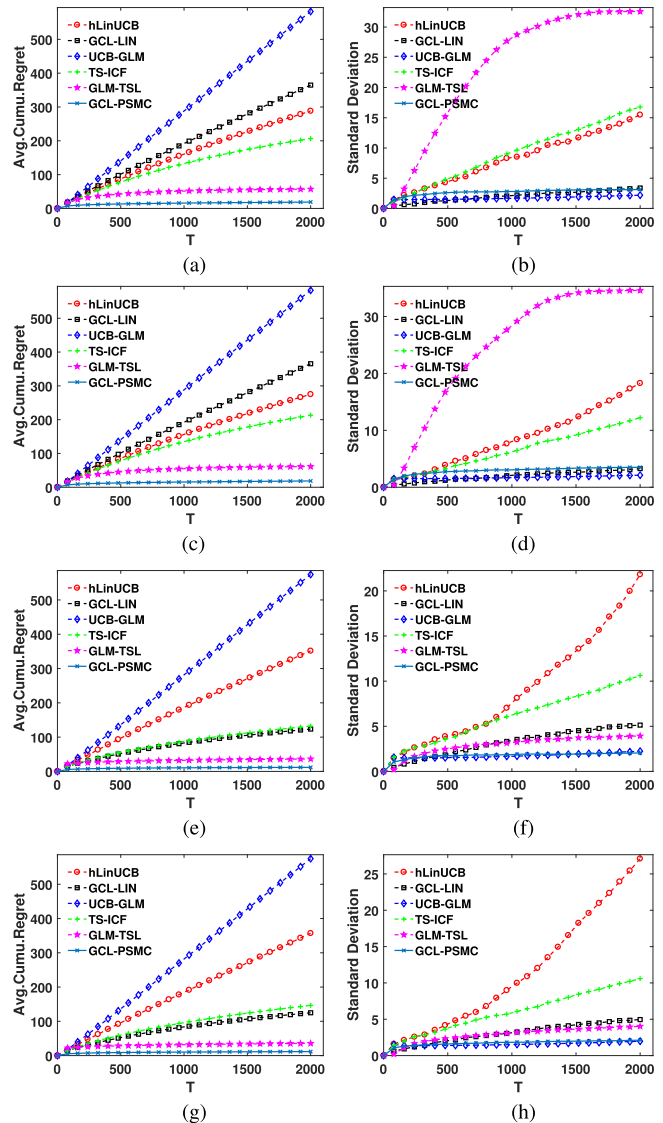 Avg.Cumu.Regret
500
400
300
200
100
0
hLinUCB
GCL-LIN
UCB-GLM
TS-ICF
GLM-TSL
GCL-PSMC
0 500 1000 1500 2000
T
(a)
Standard Deviation
30
25
20
15
10
5
0
hLinUCB
GCL-LIN
UCB-GLM
TS-ICF
GLM-TSL
GCL-PSMC
0 500 1000 1500 2000
T
(b)
Avg.Cumu.Regret
500
400
300
200
100
0
hLinUCB
GCL-LIN
UCB-GLM
TS-ICF
GLM-TSL
GCL-PSMC
0 500 1000 1500 2000
T
(c)
Standard Deviation
30
20
10
0
hLinUCB
GCL-LIN
UCB-GLM
TS-ICF
GLM-TSL
GCL-PSMC
0 500 1000 1500 2000
T
(d)
Avg.Cumu.Regret
500
400
300
200
100
0
hLinUCB
GCL-LIN
UCB-GLM
TS-ICF
GLM-TSL
GCL-PSMC
0 500 1000 1500 2000
T
(e)
Standard Deviation
20
15
10
5
0
hLinUCB
GCL-LIN
UCB-GLM
TS-ICF
GLM-TSL
GCL-PSMC
0 500 1000 1500 2000
T
(f)
Avg.Cumu.Regret
500
400
300
200
100
0
hLinUCB
GCL-LIN
UCB-GLM
TS-ICF
GLM-TSL
GCL-PSMC
0 500 1000 1500 2000
T
(g)
Standard Deviation
25
20
15
10
5
0
hLinUCB
GCL-LIN
UCB-GLM
TS-ICF
GLM-TSL
GCL-PSMC
0 500 1000 1500 2000
T
(h)